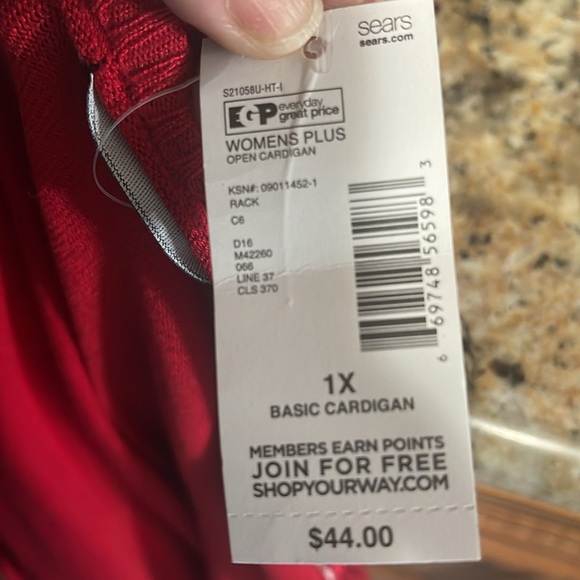 sears
sears.com
S21058U-HT-I
EGP everyday
great price
WOMENS PLUS
OPEN CARDIGAN
KSN#: 09011452-1
RACK
C6
D16
M42260
066
LINE 37
CLS 370
6 69748 56598 3
1X
BASIC CARDIGAN
MEMBERS EARN POINTS
JOIN FOR FREE
SHOPYOURWAY.COM
$44.00